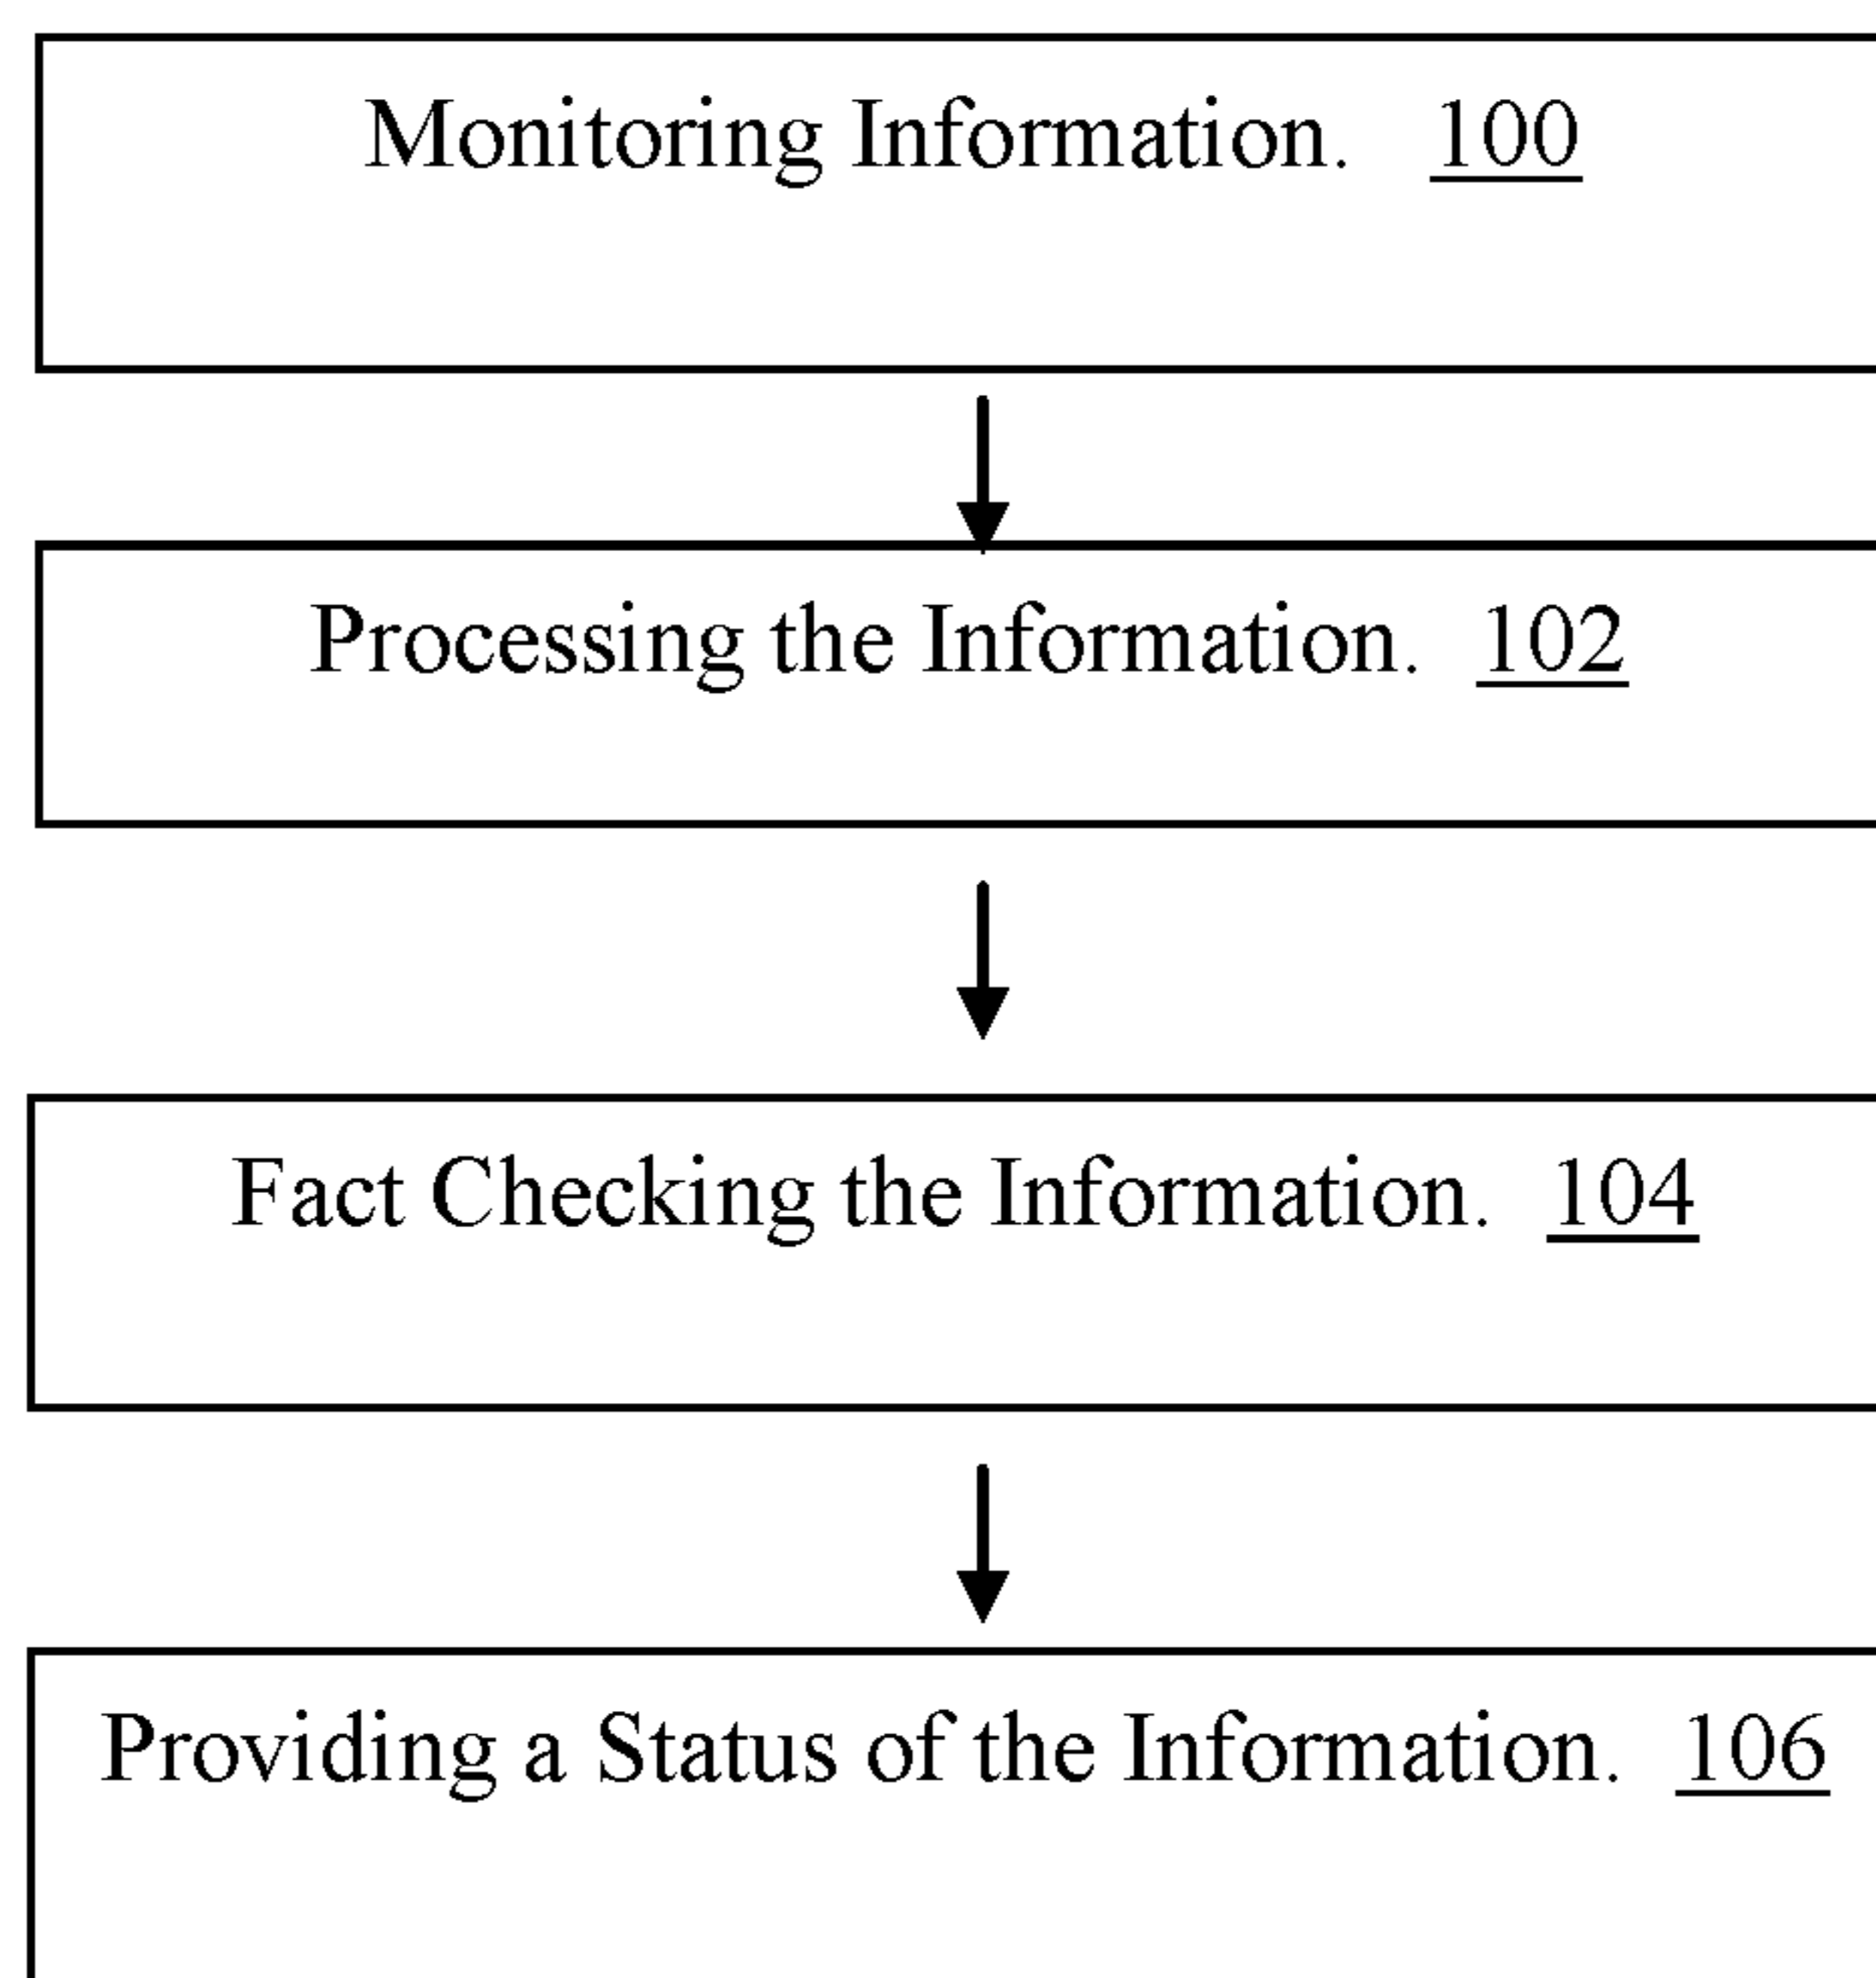 Monitoring Information. 100
Processing the Information. 102
Fact Checking the Information. 104
Providing a Status of the Information. 106